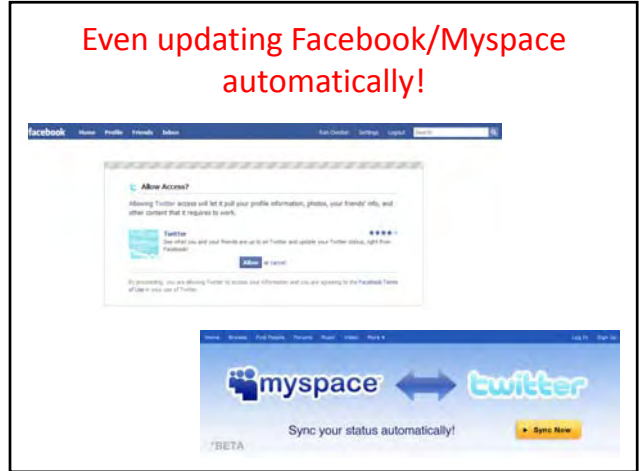 Even updating Facebook/Myspace
automatically!
facebook Home Profile Friends Inbox Settings Logout Search
Allow Access?
Allowing Twitter access will let it pull your profile information, photos, your friends' info, and
other content that it requires to work.
Twitter
See what you and your friends are up to on Twitter and update your Twitter status, right from
Facebook!
Allow or cancel
By proceeding, you are allowing Twitter to access your information and you are agreeing to the Facebook Terms
of Use in your use of Twitter.
Home Browse Find People Forums Music Video More Log In Sign Up
myspace twitter
Sync your status automatically!
Sync Now
*BETA